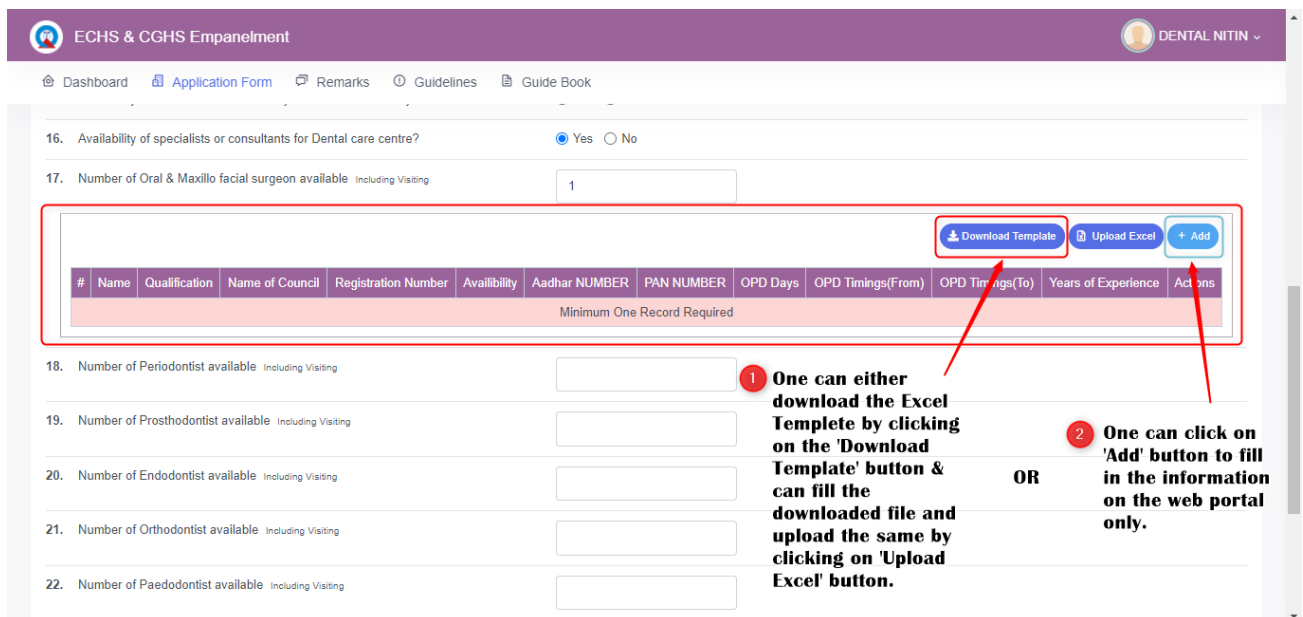 ECHS & CGHS Empanelment
DENTAL NITIN
Dashboard Application Form Remarks Guidelines Guide Book
16. Availability of specialists or consultants for Dental care centre? Yes No
17. Number of Oral & Maxillo facial surgeon available Including Visiting 1
Download Template Upload Excel + Add
# Name Qualification Name of Council Registration Number Availibility Aadhar NUMBER PAN NUMBER OPD Days OPD Timings(From) OPD Timings(To) Years of Experience Actions
Minimum One Record Required
18. Number of Periodontist available Including Visiting
19. Number of Prosthodontist available Including Visiting
20. Number of Endodontist available Including Visiting
21. Number of Orthodontist available Including Visiting
22. Number of Paedodontist available Including Visiting
1 One can either
download the Excel
Templete by clicking
on the 'Download
Template' button &
can fill the
downloaded file and
upload the same by
clicking on 'Upload
Excel' button.
OR
2 One can click on
'Add' button to fill
in the information
on the web portal
only.